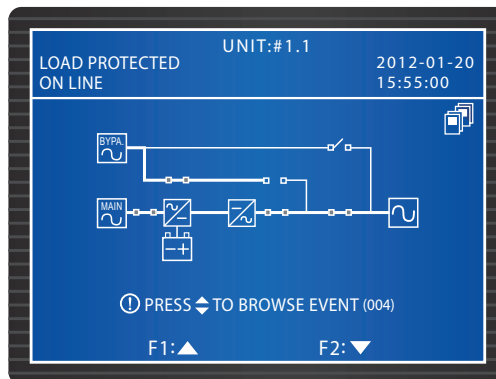 UNIT:#1.1
LOAD PROTECTED
ON LINE
2012-01-20
15:55:00
BYPA.
MAIN
PRESS TO BROWSE EVENT (004)
F1:
F2: